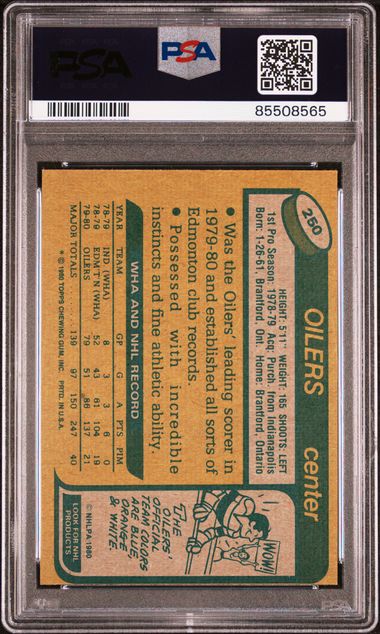 PSA
PSA
85508565
250
OILERS center
HEIGHT: 5'11" WEIGHT: 165 SHOOTS: LEFT
1st Pro Season: 1978-79 Acq: Purch. from Indianapolis
Born: 1-26-61, Brantford, Ont. Home: Brantford, Ontario
• Was the Oilers' leading scorer in
1979-80 and established all sorts of
Edmonton club records.
• Possessed with incredible
instincts and fine athletic ability.
WHA AND NHL RECORD
YEAR TEAM GP G A PTS PIM
78-79 IND (WHA) 8 3 3 6 0
78-79 EDMT'N (WHA) 52 43 61 104 19
79-80 OILERS 79 51 *86 *137 21
MAJOR TOTALS ...... 139 97 150 247 40
* © 1980 TOPPS CHEWING GUM, INC. PRTD. IN U.S.A.
WOW!
THE
OILERS'
OFFICIAL
TEAM COLORS
ARE BLUE,
ORANGE
& WHITE.
© NHLPA 1980
LOOK FOR NHL
PRODUCTS